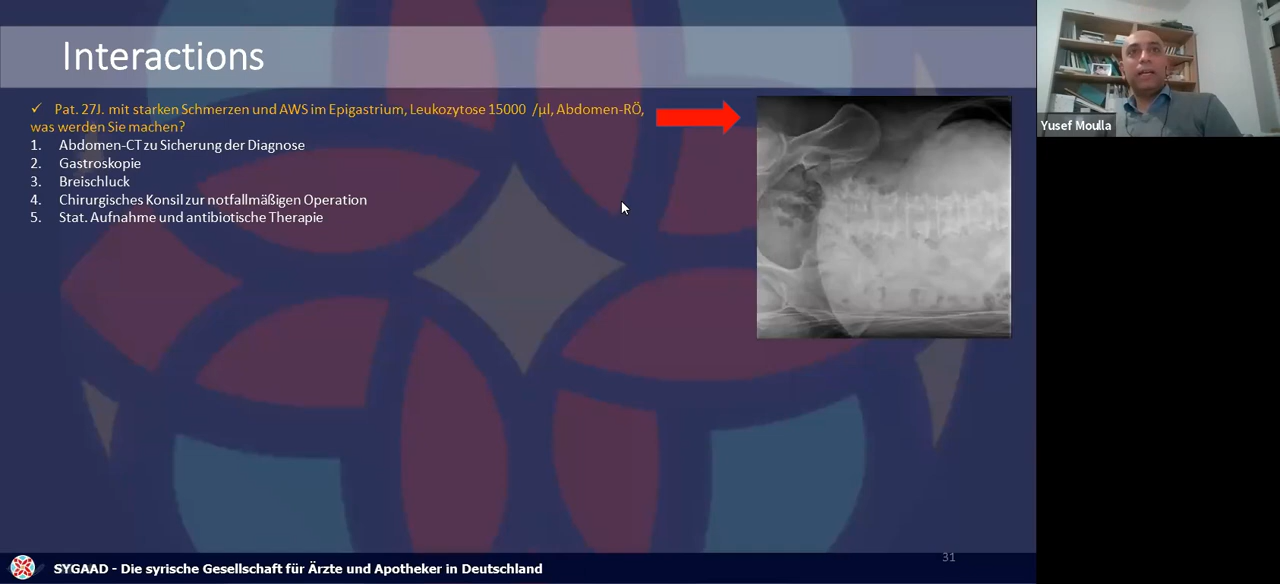 Interactions
✓ Pat. 27J. mit starken Schmerzen und AWS im Epigastrium, Leukozytose 15000 /µl, Abdomen-RÖ,
was werden Sie machen?
1. Abdomen-CT zu Sicherung der Diagnose
2. Gastroskopie
3. Breischluck
4. Chirurgisches Konsil zur notfallmäßigen Operation
5. Stat. Aufnahme und antibiotische Therapie
Yusef Moulla
31
SYGAAD - Die syrische Gesellschaft für Ärzte und Apotheker in Deutschland